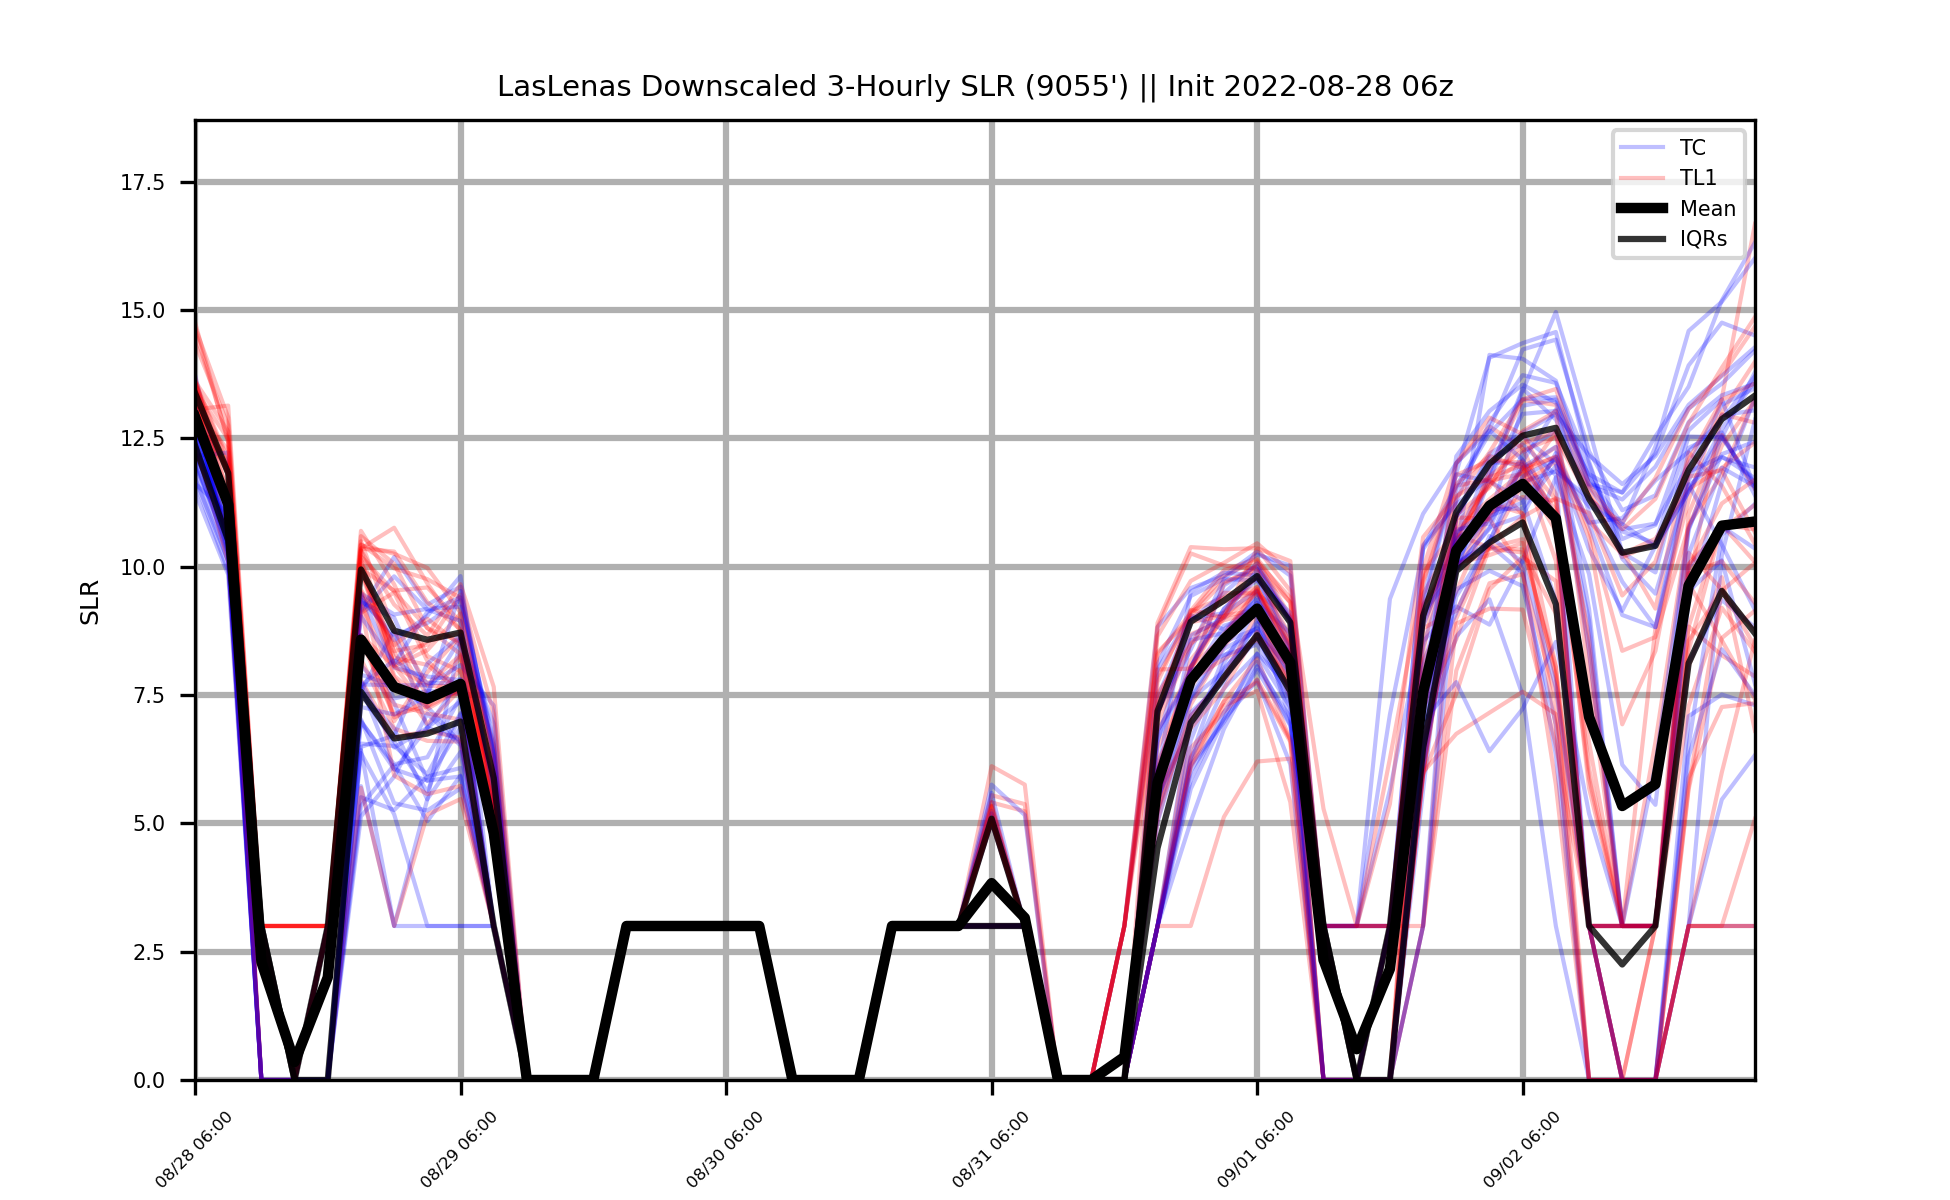 LasLenas Downscaled 3-Hourly SLR (9055') || Init 2022-08-28 06z
TC
TL1
Mean
IQRs
17.5
15.0
12.5
10.0
7.5
5.0
2.5
0.0
SLR
08/28 06:00
08/29 06:00
08/30 06:00
08/31 06:00
09/01 06:00
09/02 06:00